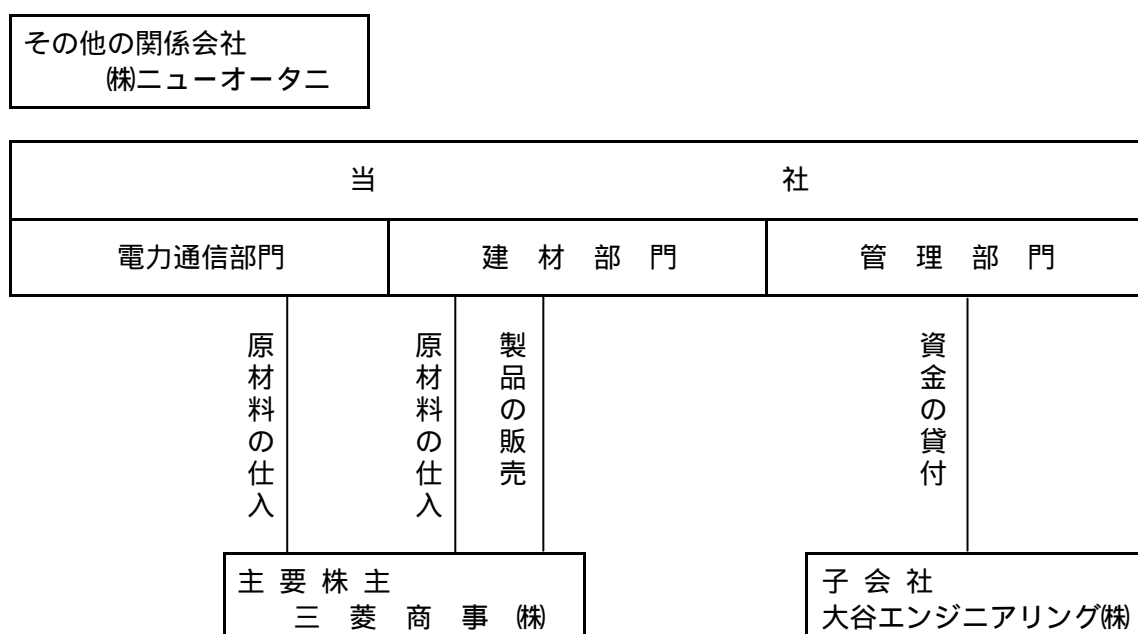 その他の関係会社
㈱ニューオータニ
当社
電力通信部門
建材部門
管理部門
原材料の仕入
原材料の仕入
製品の販売
資金の貸付
主要株主
三菱商事㈱
子会社
大谷エンジニアリング㈱